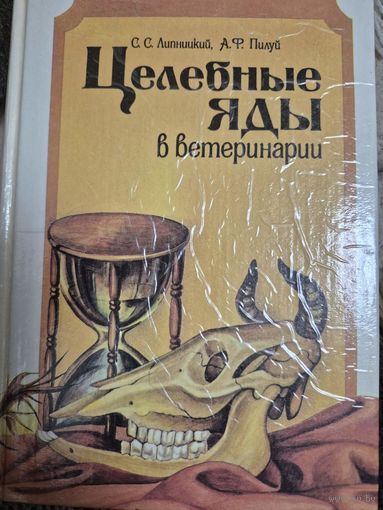 С. С. Липницкий, А. Ф. Пилуй
Целебные
яды
в ветеринарии